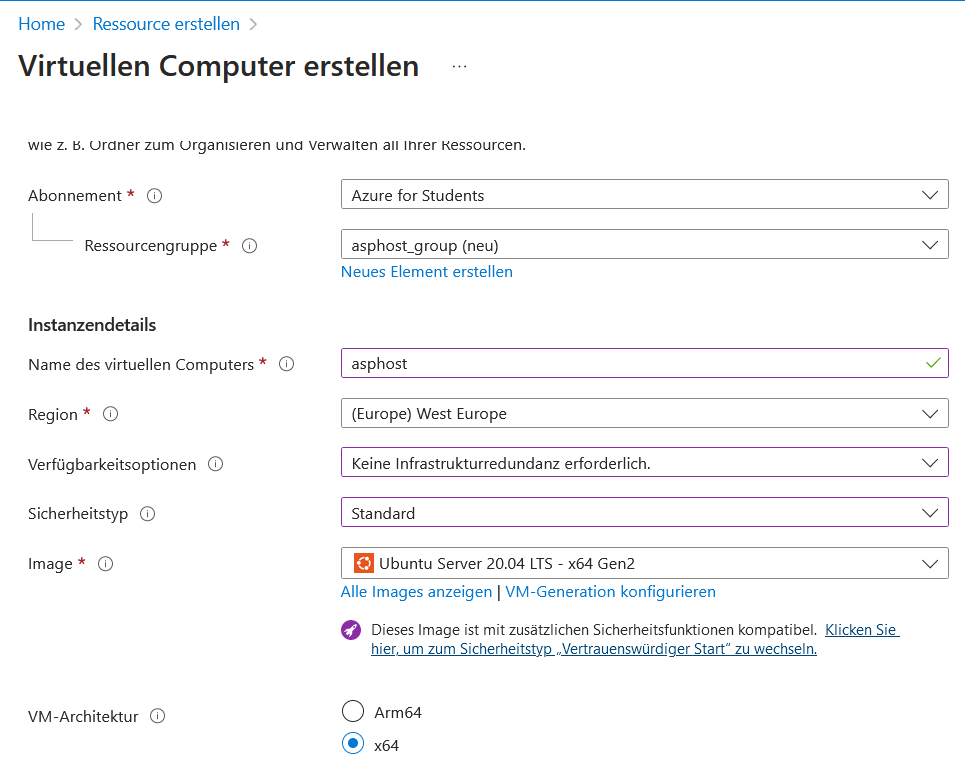 Home > Ressource erstellen >
Virtuellen Computer erstellen ...
wie z. B. Ordner zum Organisieren und Verwalten all Ihrer Ressourcen.
Abonnement *
Azure for Students
Ressourcengruppe *
asphost_group (neu)
Neues Element erstellen
Instanzendetails
Name des virtuellen Computers *
asphost
Region *
(Europe) West Europe
Verfügbarkeitsoptionen
Keine Infrastrukturredundanz erforderlich.
Sicherheitstyp
Standard
Image *
Ubuntu Server 20.04 LTS - x64 Gen2
Alle Images anzeigen | VM-Generation konfigurieren
Dieses Image ist mit zusätzlichen Sicherheitsfunktionen kompatibel. Klicken Sie
hier, um zum Sicherheitstyp „Vertrauenswürdiger Start“ zu wechseln.
VM-Architektur
Arm64
x64